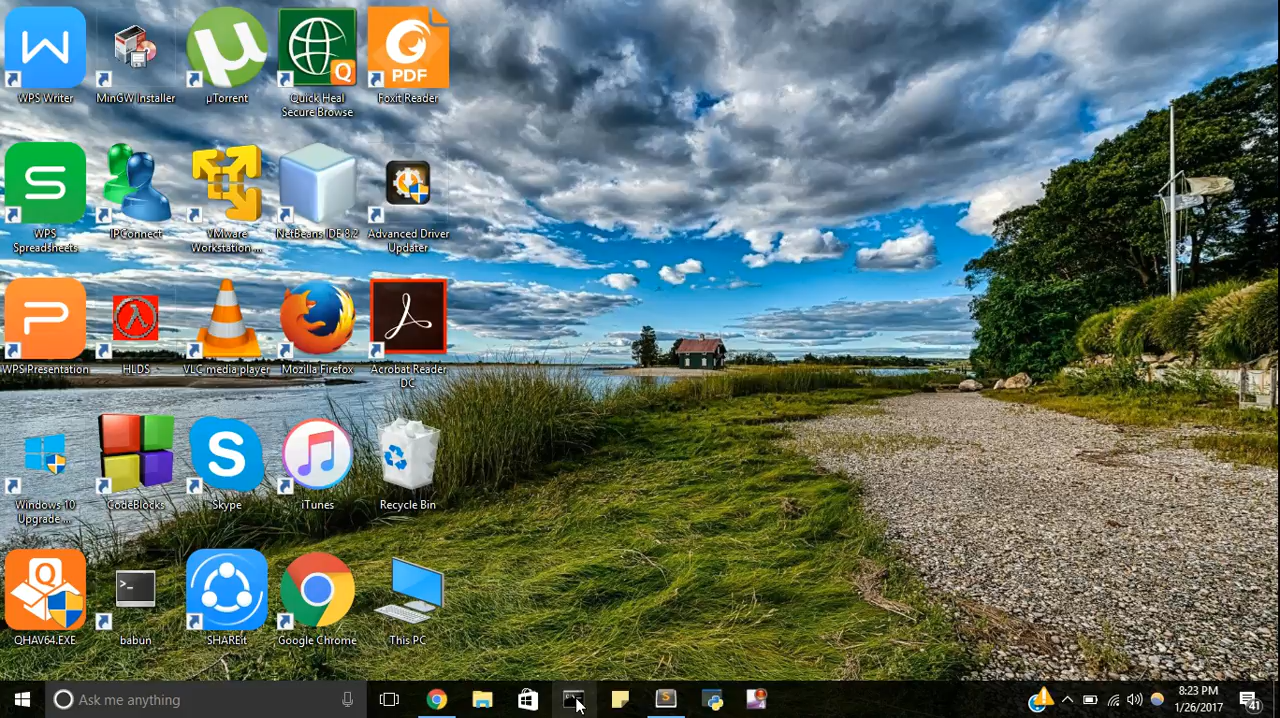 WPS Writer
MinGW Installer
µTorrent
Quick Heal
Secure Browse
PDF
Foxit Reader
WPS
Spreadsheets
IPConnect
VMware
Workstation ...
NetBeans IDE 8.2
Advanced Driver
Updater
WPS Presentation
HLDS
VLC media player
Mozilla Firefox
Acrobat Reader
DC
Windows 10
Upgrade ...
CodeBlocks
Skype
iTunes
Recycle Bin
QHAV64.EXE
babun
SHAREit
Google Chrome
This PC
Ask me anything
8:23 PM
1/26/2017
41